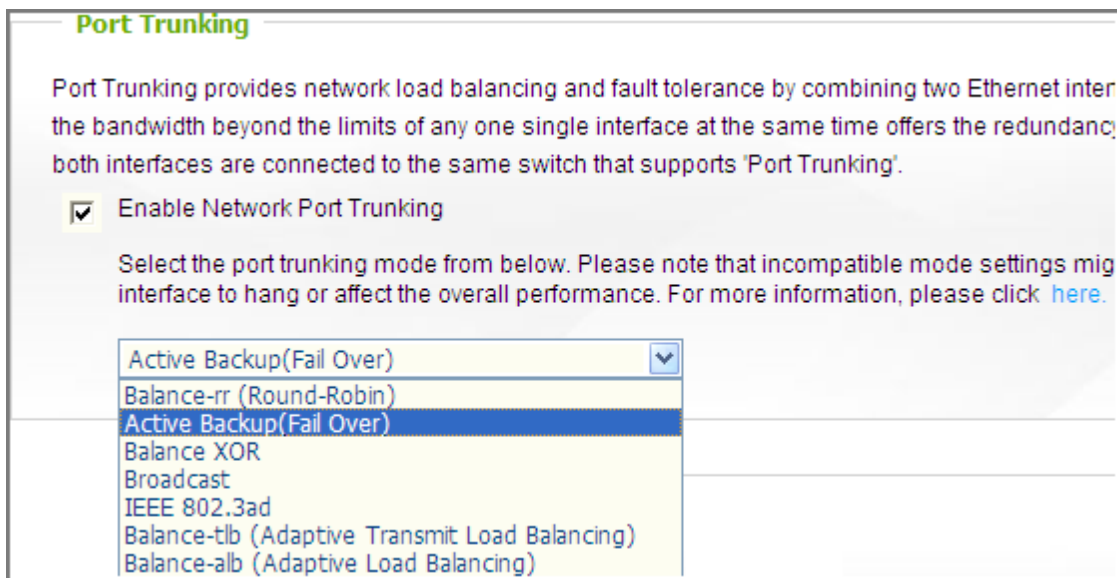 Port Trunking
Port Trunking provides network load balancing and fault tolerance by combining two Ethernet
the bandwidth beyond the limits of any one single interface at the same time offers the redundancy
both interfaces are connected to the same switch that supports 'Port Trunking'.
Enable Network Port Trunking
Select the port trunking mode from below. Please note that incompatible mode settings
interface to hang or affect the overall performance. For more information, please click here.
Active Backup(Fail Over)
Balance-rr (Round-Robin)
Active Backup(Fail Over)
Balance XOR
Broadcast
IEEE 802.3ad
Balance-tlb (Adaptive Transmit Load Balancing)
Balance-alb (Adaptive Load Balancing)